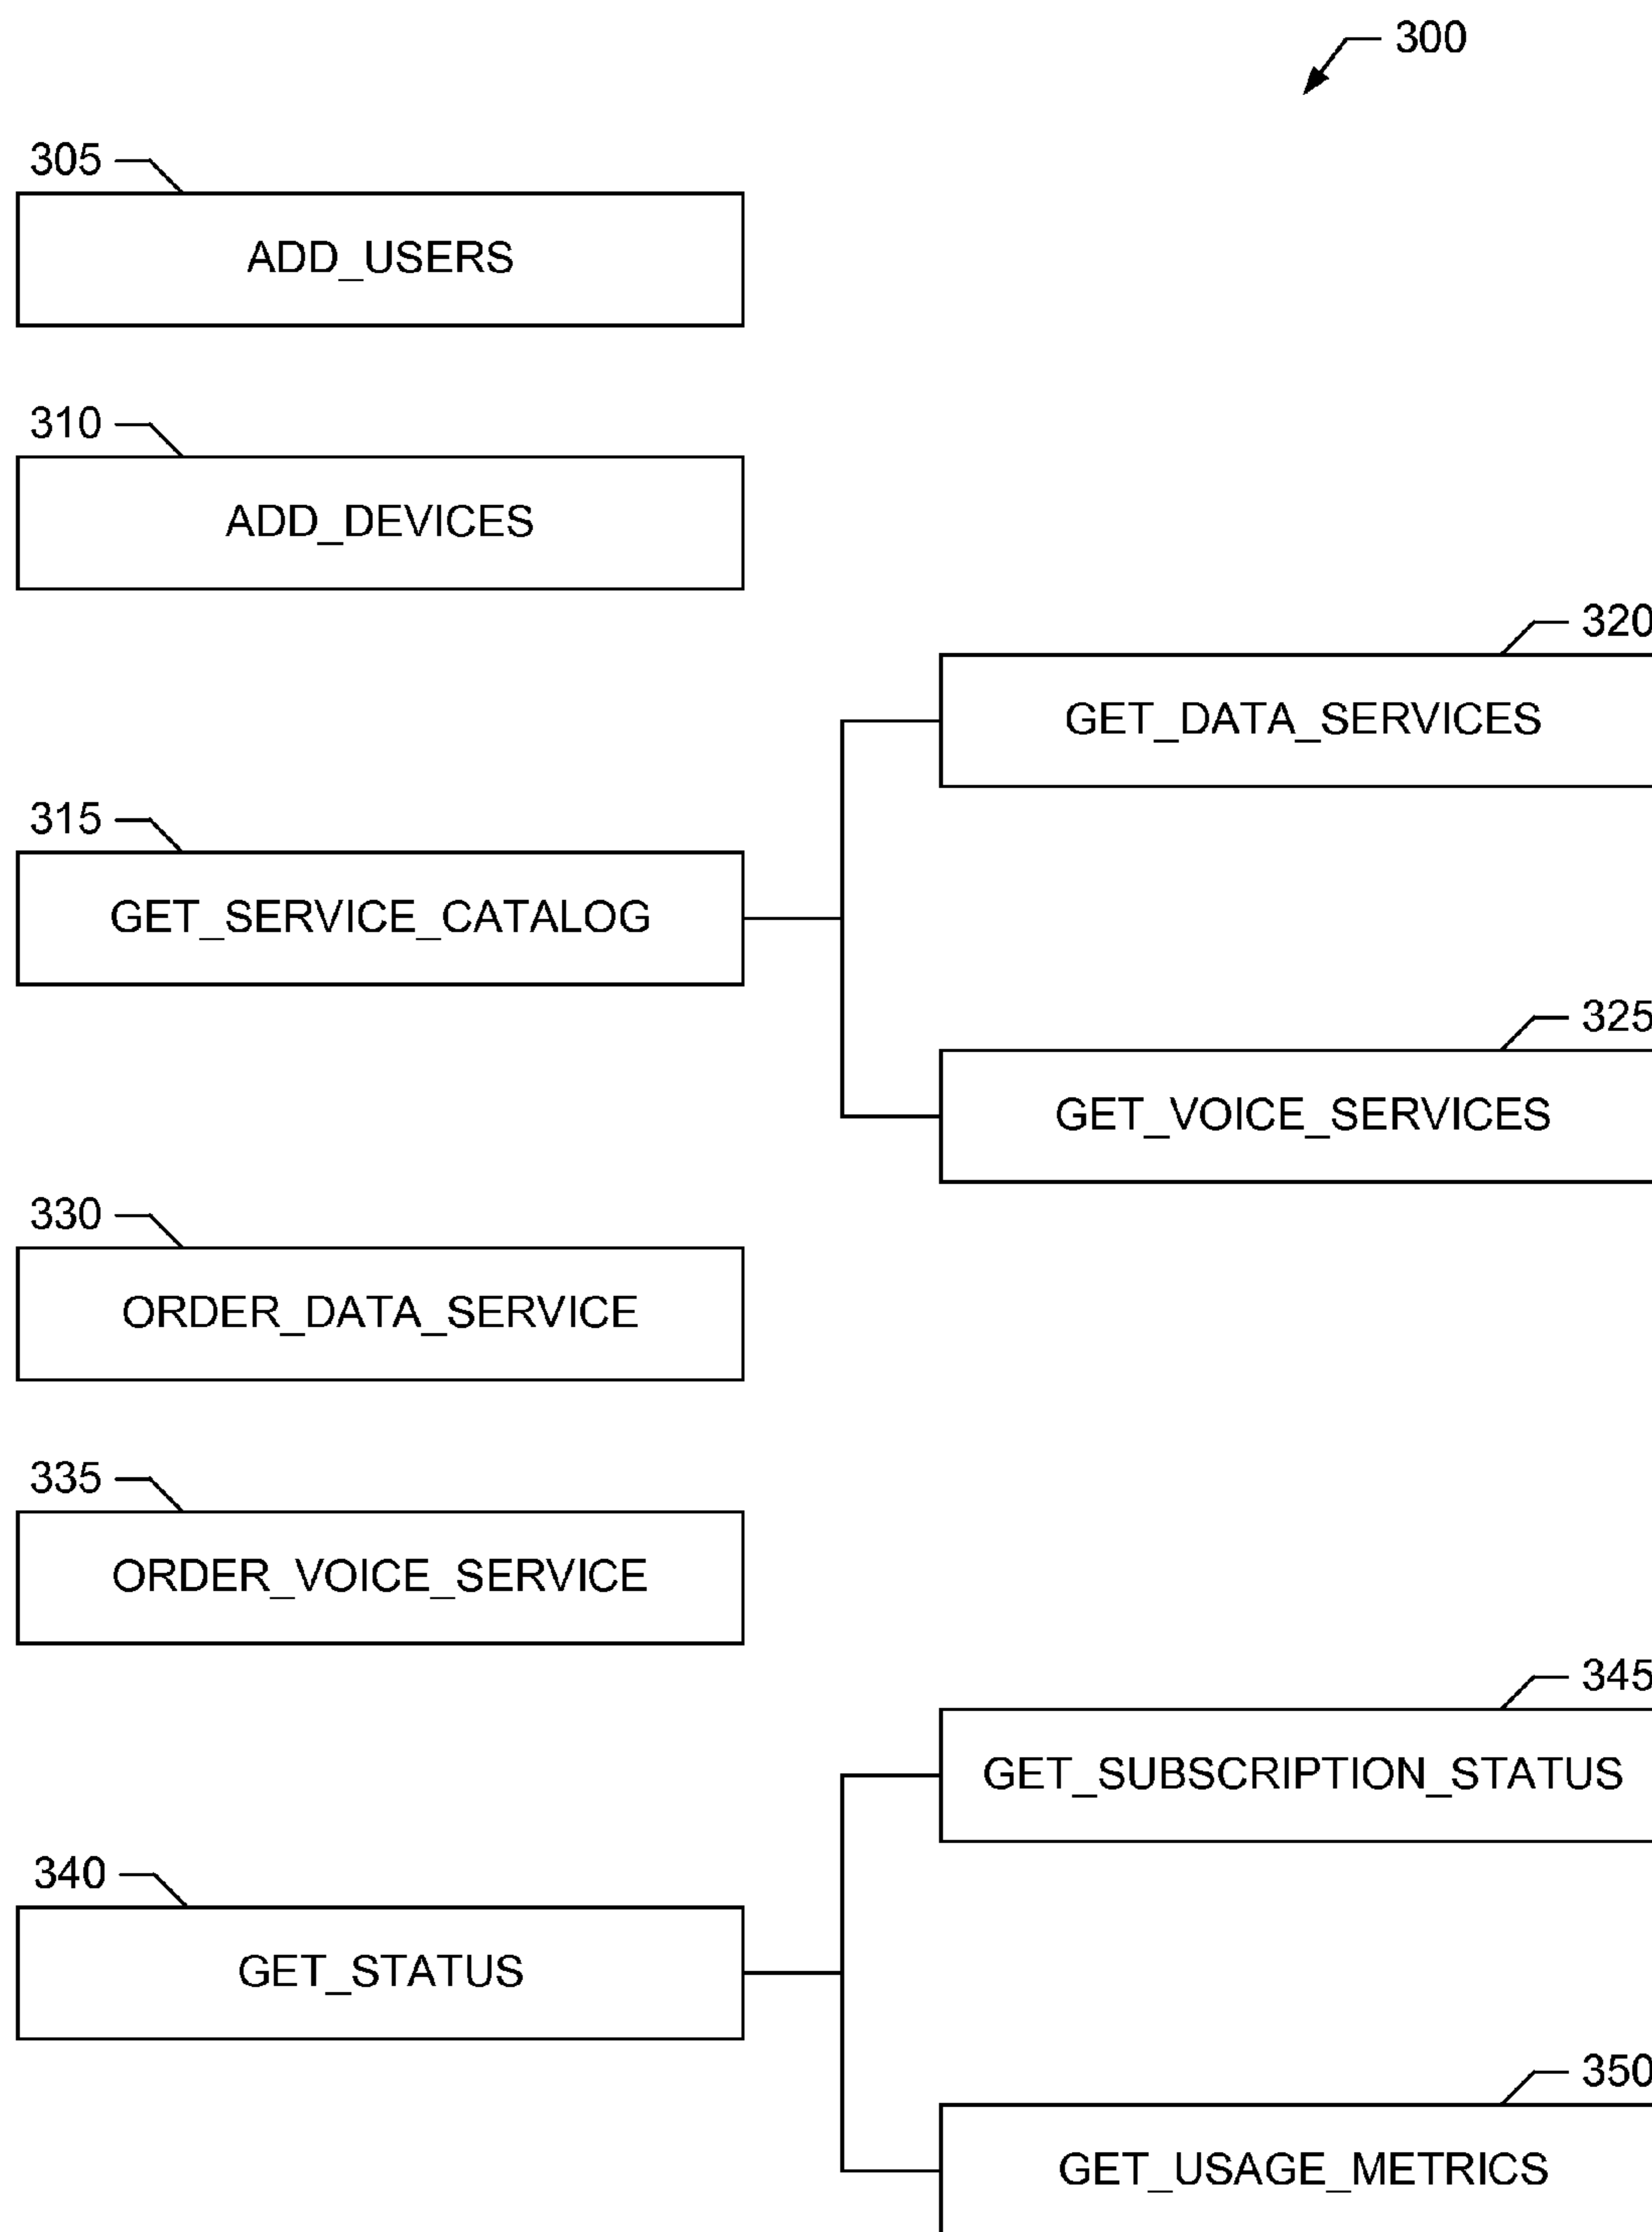 300
305
ADD_USERS
310
ADD_DEVICES
320
GET_DATA_SERVICES
315
GET_SERVICE_CATALOG
325
GET_VOICE_SERVICES
330
ORDER_DATA_SERVICE
335
ORDER_VOICE_SERVICE
345
GET_SUBSCRIPTION_STATUS
340
GET_STATUS
350
GET_USAGE_METRICS